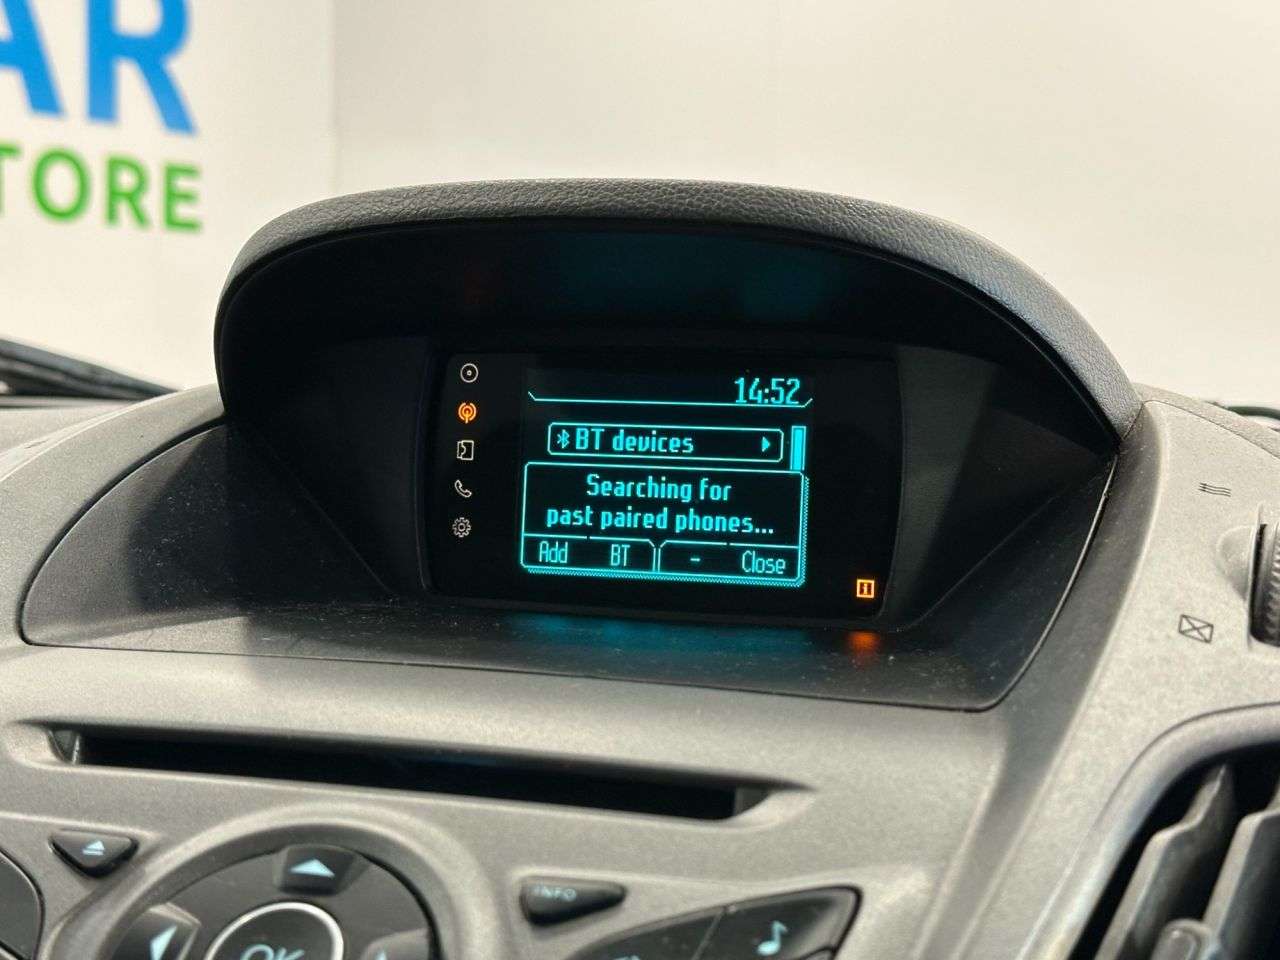 AR
TORE
14:52
BT devices
Searching for
past paired phones...
Add BT - Close
INFO
OK